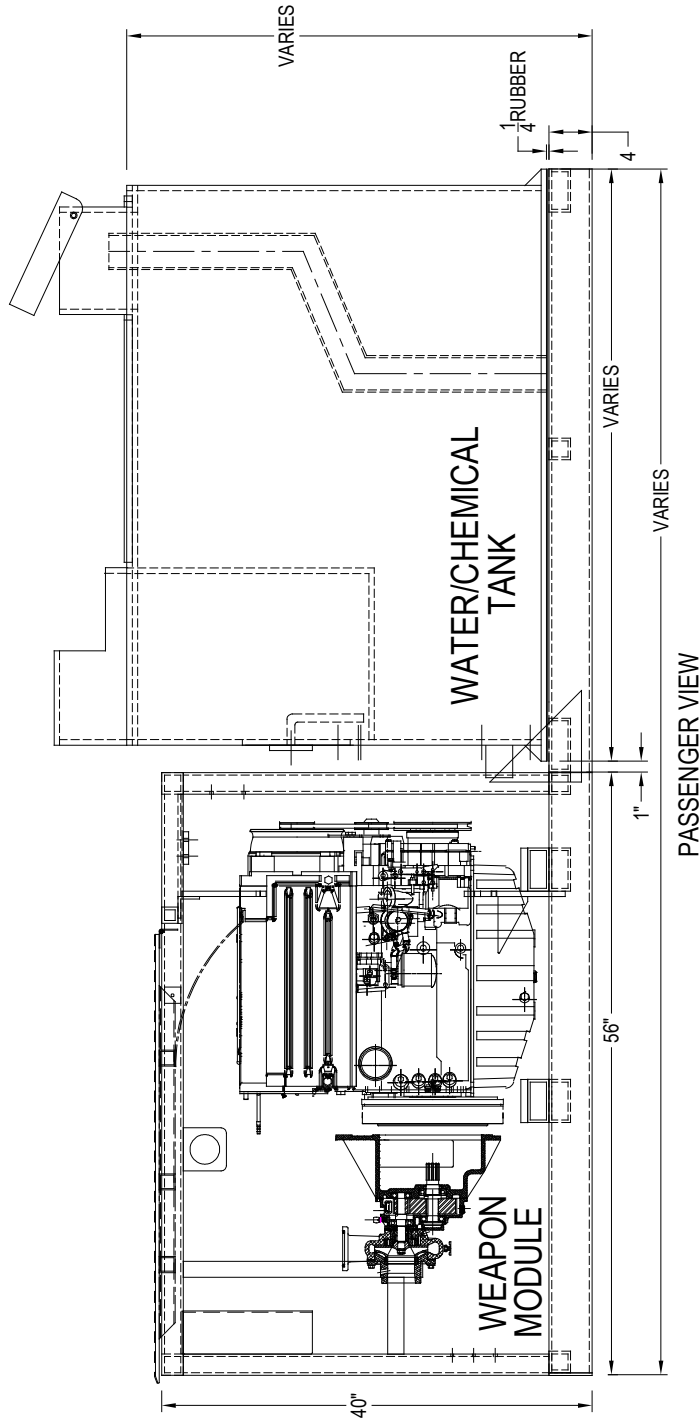 VARIES
1/4 RUBBER
4
WATER/CHEMICAL
TANK
VARIES
VARIES
1"
WEAPON
MODULE
56"
40"
PASSENGER VIEW